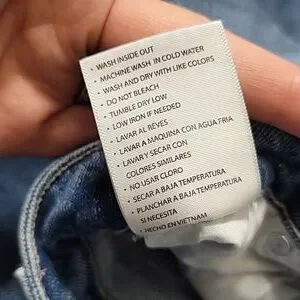 • WASH INSIDE OUT
• MACHINE WASH IN COLD WATER
• WASH AND DRY WITH LIKE COLORS
• DO NOT BLEACH
• TUMBLE DRY LOW
• LOW IRON IF NEEDED
• LAVAR AL REVES
• LAVAR A MAQUINA CON AGUA FRIA
• LAVAR Y SECAR CON
COLORES SIMILARES
• NO USAR CLORO
• SECAR A BAJA TEMPERATURA
• PLANCHAR A BAJA TEMPERATURA
SI NECESITA
HECHO EN VIETNAM